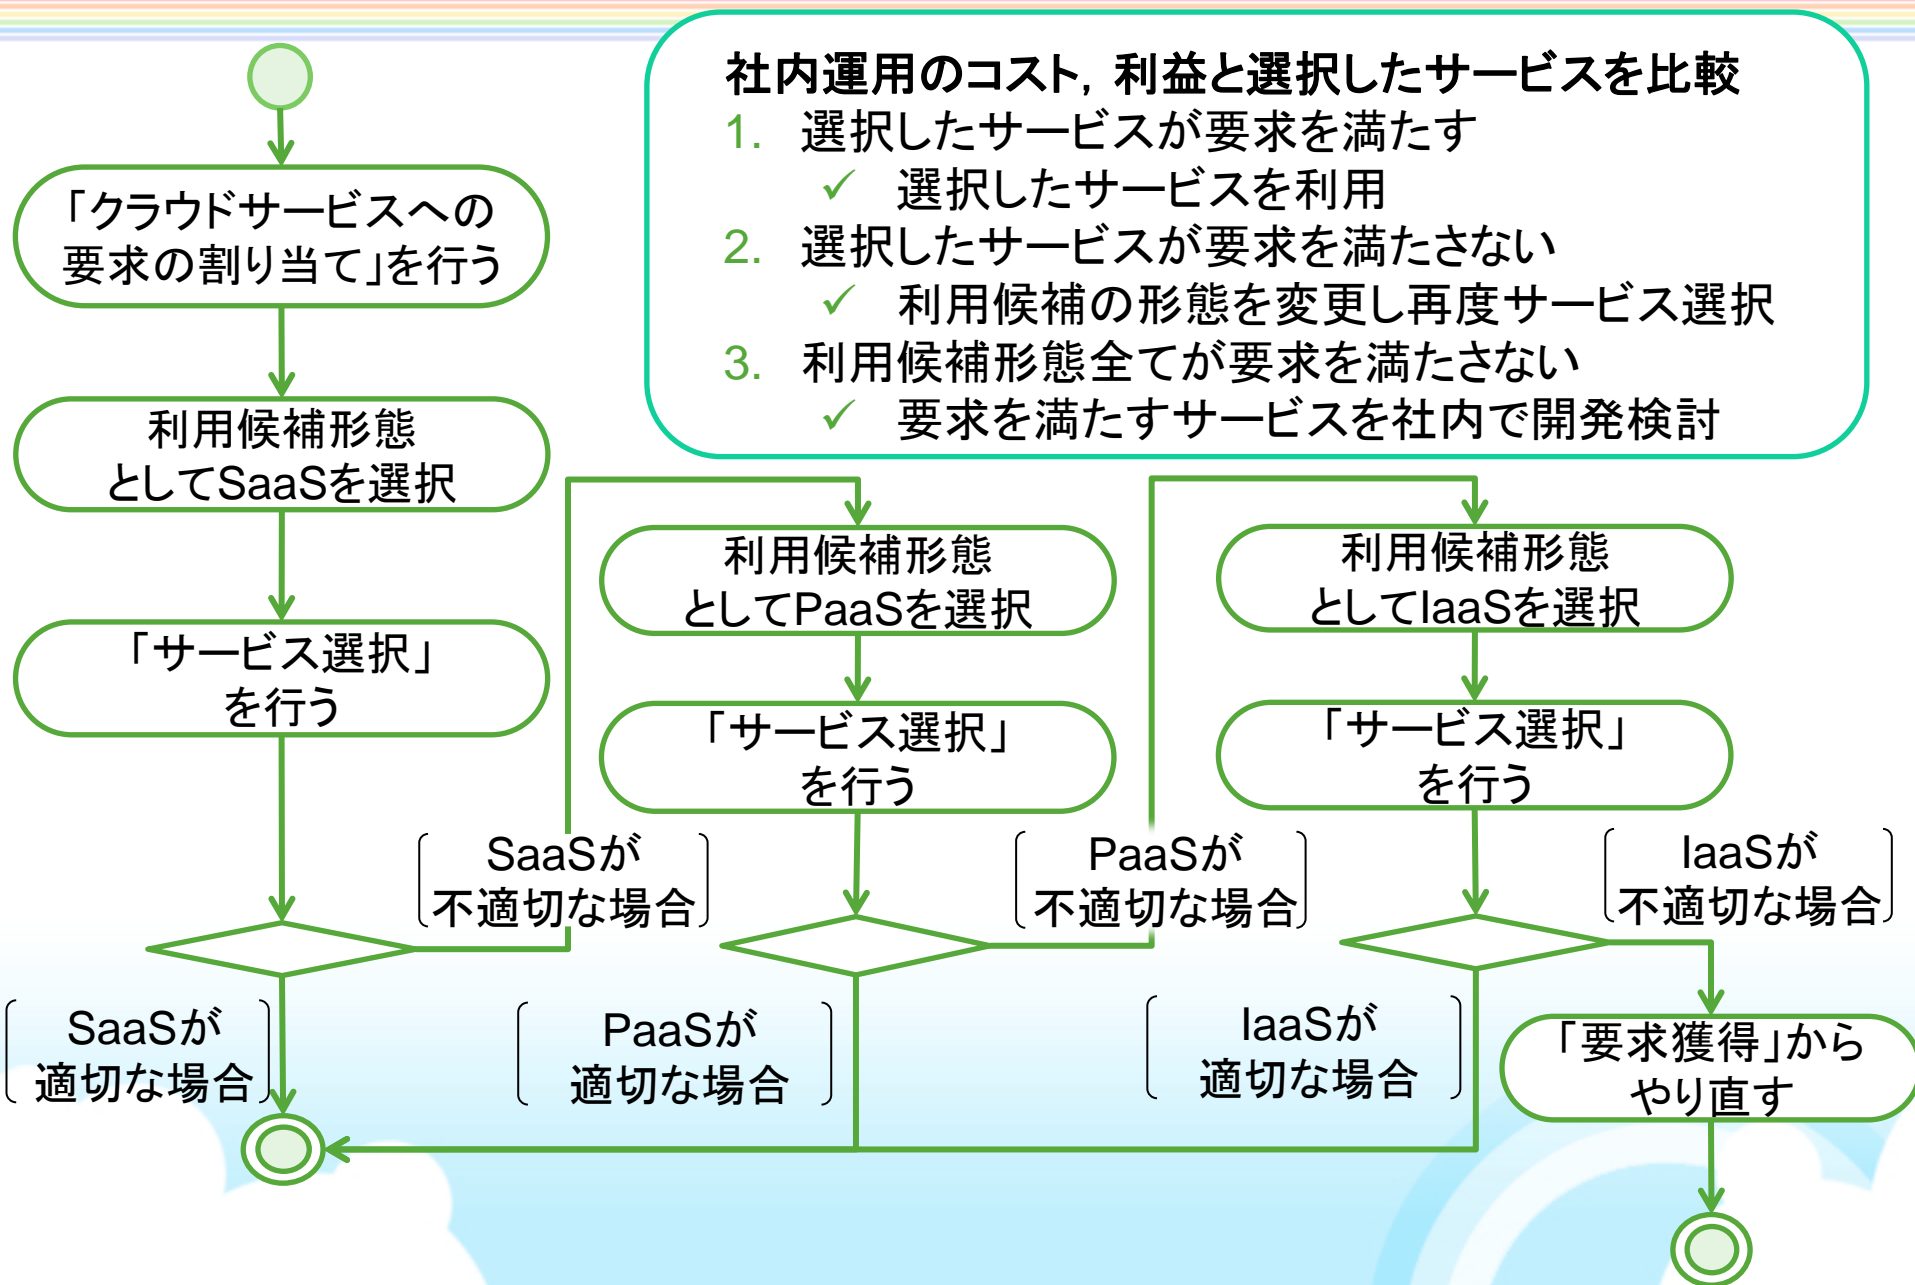 社内運用のコスト，利益と選択したサービスを比較
1. 選択したサービスが要求を満たす
✓ 選択したサービスを利用
2. 選択したサービスが要求を満たさない
✓ 利用候補の形態を変更し再度サービス選択
3. 利用候補形態全てが要求を満たさない
✓ 要求を満たすサービスを社内で開発検討
「クラウドサービスへの
要求の割り当て」を行う
利用候補形態
としてSaaSを選択
「サービス選択」
を行う
SaaSが
不適切な場合
SaaSが
適切な場合
利用候補形態
としてPaaSを選択
「サービス選択」
を行う
PaaSが
不適切な場合
PaaSが
適切な場合
利用候補形態
としてIaaSを選択
「サービス選択」
を行う
IaaSが
不適切な場合
IaaSが
適切な場合
「要求獲得」から
やり直す